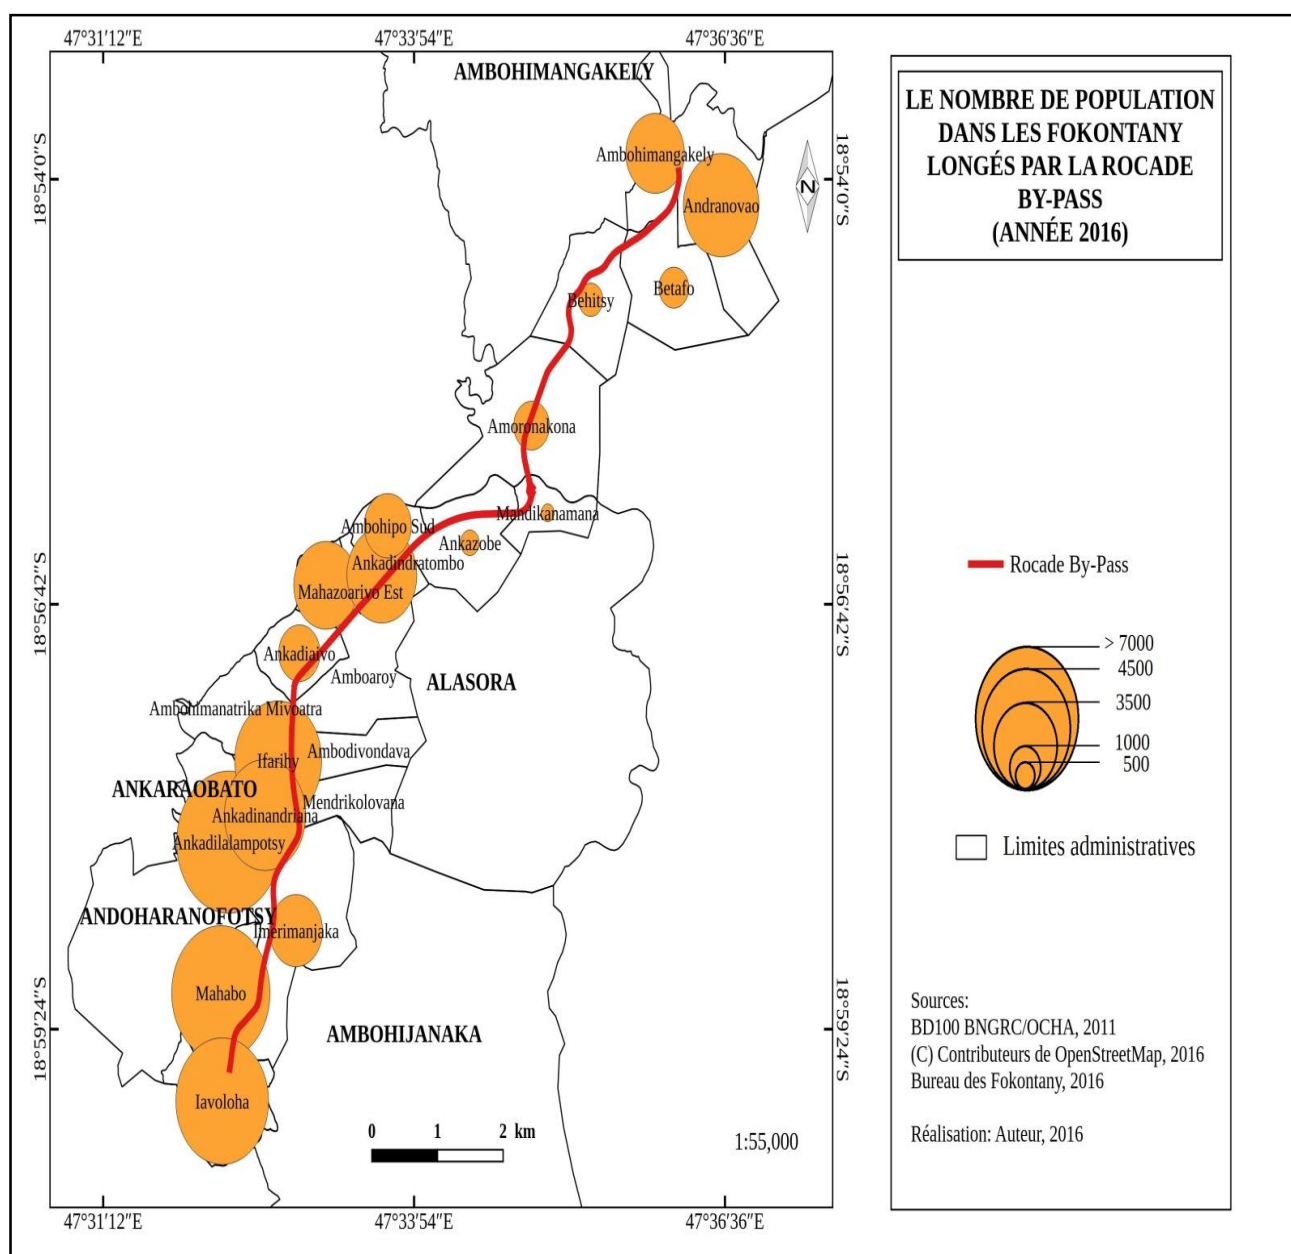 47°31'12"E
47°33'54"E
47°36'36"E
AMBOHIMANGAKELY
Ambohimangakely
18°54'0"S
18°54'0"S
N
Andranovao
Betafo
Behitsy
Amoronakona
Mandikanamana
Ambohipo Sud
Ankazobe
Ankadindratombo
Mahazoarivo Est
18°56'42"S
18°56'42"S
Ankadiaivo
Amboaroy
ALASORA
Ambohimanatrika Mivoatra
Ambodivondava
Ifarihy
ANKARAOBATO
Mendrikolovana
Ankadinandriana
Ankadilalampotsy
ANDOHARANOFOTSY
Imerimanjaka
Mahabo
18°59'24"S
18°59'24"S
AMBOHIJANAKA
Iavoloha
0 1 2 km
1:55,000
47°31'12"E
47°33'54"E
47°36'36"E
LE NOMBRE DE POPULATION
DANS LES FOKONTANY
LONGÉS PAR LA ROCADE
BY-PASS
(ANNÉE 2016)
Rocade By-Pass
> 7000
4500
3500
1000
500
Limites administratives
Sources:
BD100 BNGRC/OCHA, 2011
(C) Contributeurs de OpenStreetMap, 2016
Bureau des Fokontany, 2016
Réalisation: Auteur, 2016